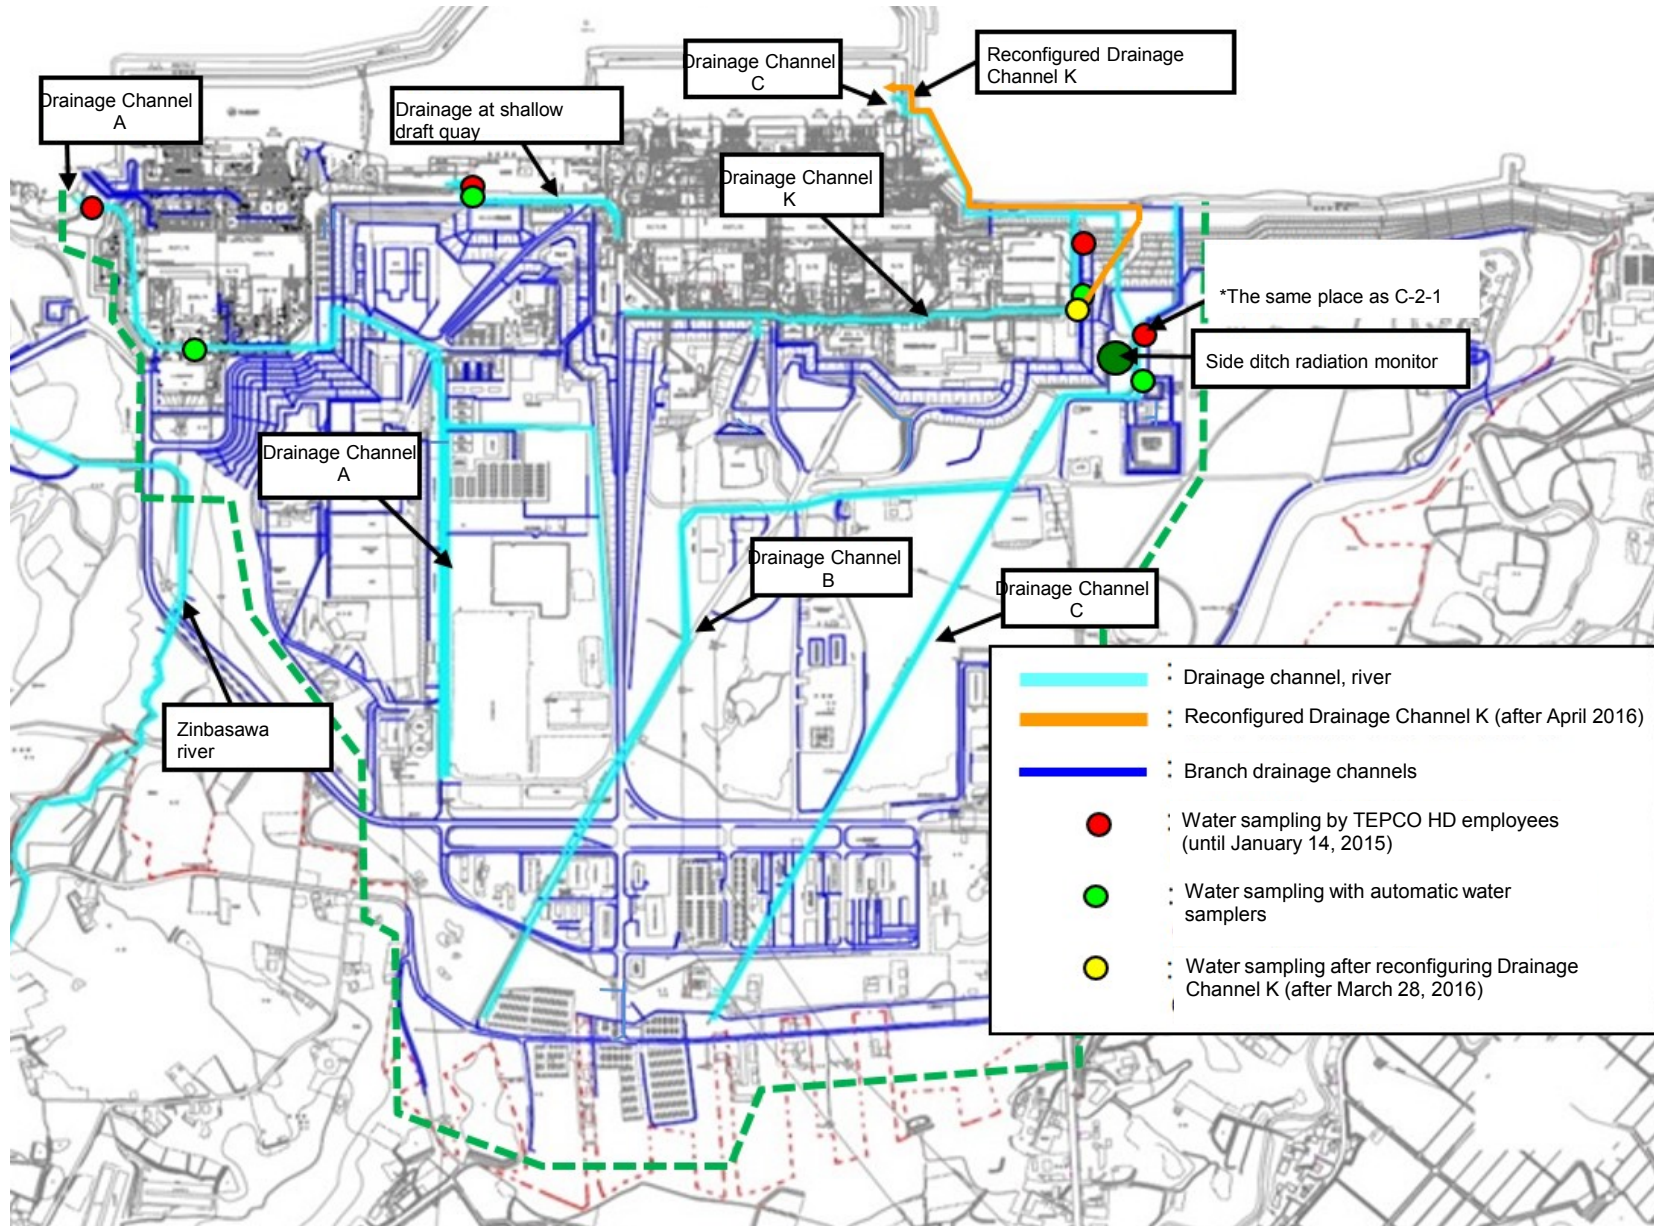 Drainage Channel
C
Reconfigured Drainage
Channel K
Drainage Channel
A
Drainage at shallow
draft quay
Drainage Channel
K
*The same place as C-2-1
Side ditch radiation monitor
Drainage Channel
A
Drainage Channel
B
Drainage Channel
C
Zinbasawa
river
: Drainage channel, river
: Reconfigured Drainage Channel K (after April 2016)
: Branch drainage channels
: Water sampling by TEPCO HD employees
(until January 14, 2015)
: Water sampling with automatic water
samplers
: Water sampling after reconfiguring Drainage
Channel K (after March 28, 2016)